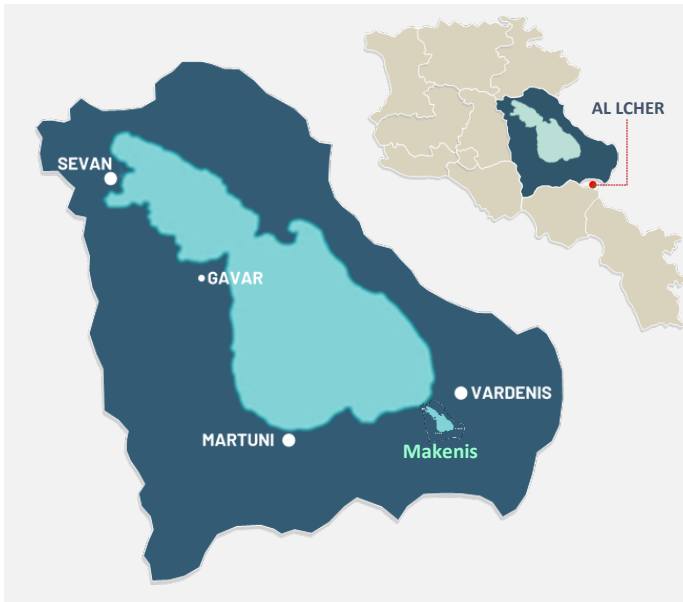 AL LCHER
SEVAN
GAVAR
VARDENIS
MARTUNI
Makenis